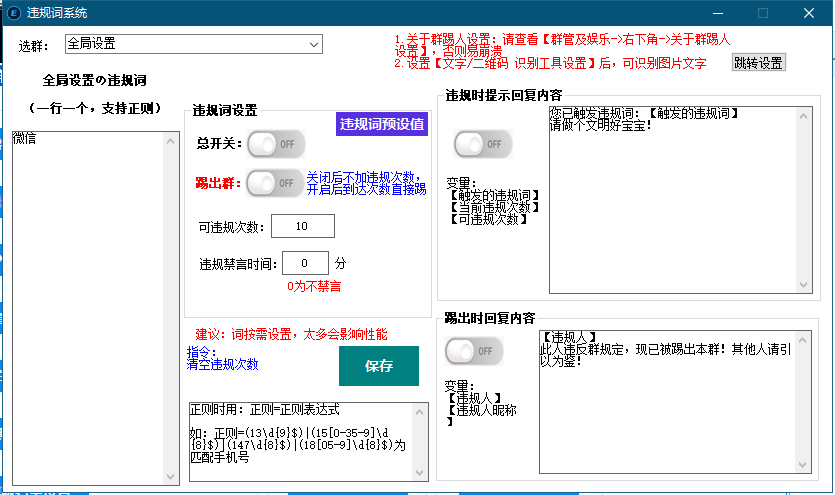 违规词系统
选群：
全局设置
1.关于群踢人设置：请查看【群管及娱乐->右下角->关于群踢人
设置】，否则易崩溃
2.设置【文字/二维码 识别工具设置】后，可识别图片文字
跳转设置
全局设置の违规词
（一行一个，支持正则）
微信
违规词设置
违规词预设值
总开关：
OFF
踢出群：
OFF
关闭后不加违规次数，
开启后到达次数直接踢
可违规次数：
10
违规禁言时间：
0
分
0为不禁言
建议：词按需设置，太多会影响性能
指令：
清空违规次数
保存
正则时用：正则=正则表达式
如：正则=(13\d{9}$)|(15[0-35-9]\d
{8}$)|(147\d{8}$)|(18[05-9]\d{8}$)为
匹配手机号
违规时提示回复内容
OFF
变量：
【触发的违规词】
【当前违规次数】
【可违规次数】
您已触发违规词：【触发的违规词】
请做个文明好宝宝！
踢出时回复内容
OFF
变量：
【违规人】
【违规人昵称
】
【违规人】
此人违反群规定，现已被踢出本群！其他人请引
以为鉴！